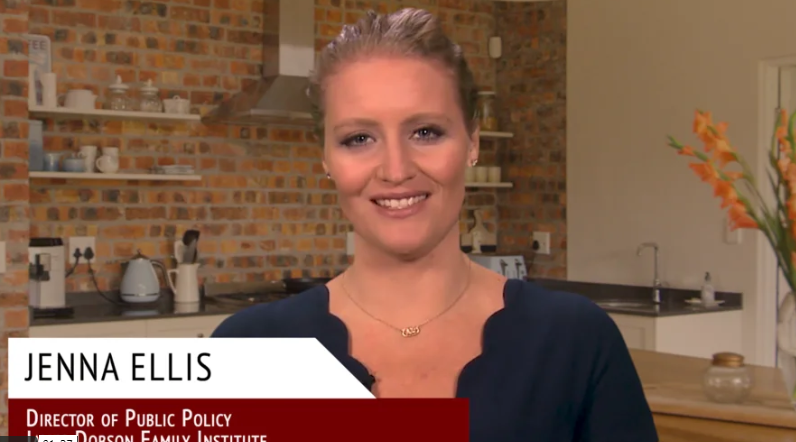 JENNA ELLIS
DIRECTOR OF PUBLIC POLICY
DOBSON FAMILY INSTITUTE